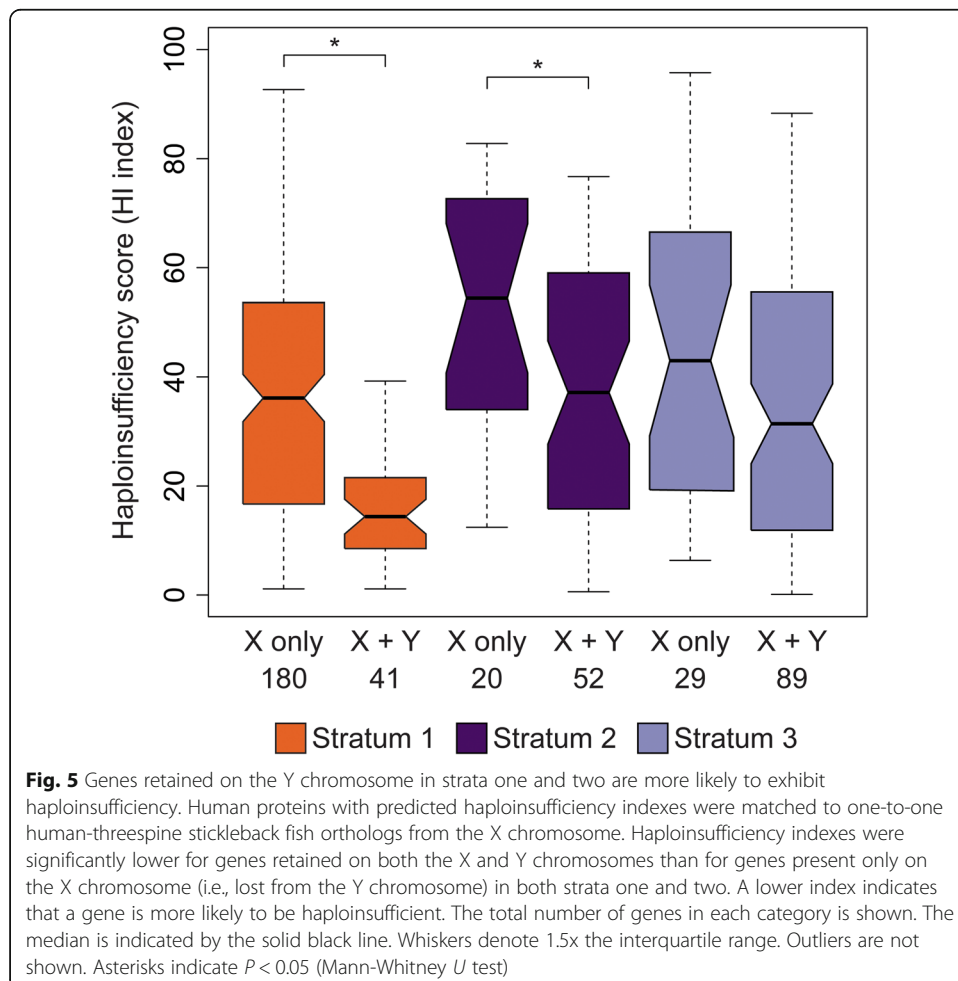 100
80
60
40
20
0
Haploinsufficiency score (HI index)
*
*
X only X + Y X only X + Y X only X + Y
180 41 20 52 29 89
Stratum 1 Stratum 2 Stratum 3
Fig. 5 Genes retained on the Y chromosome in strata one and two are more likely to exhibit
haploinsufficiency. Human proteins with predicted haploinsufficiency indexes were matched to one-to-one
human-threespine stickleback fish orthologs from the X chromosome. Haploinsufficiency indexes were
significantly lower for genes retained on both the X and Y chromosomes than for genes present only on
the X chromosome (i.e., lost from the Y chromosome) in both strata one and two. A lower index indicates
that a gene is more likely to be haploinsufficient. The total number of genes in each category is shown. The
median is indicated by the solid black line. Whiskers denote 1.5x the interquartile range. Outliers are not
shown. Asterisks indicate P < 0.05 (Mann-Whitney U test)